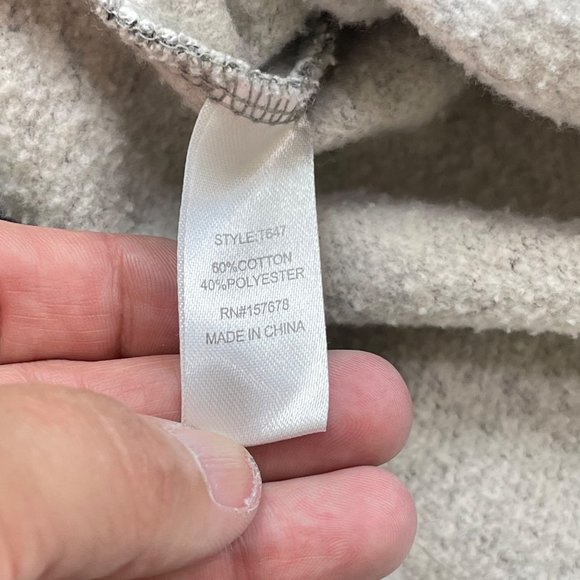 STYLE:T647
60%COTTON
40%POLYESTER
RN#157678
MADE IN CHINA